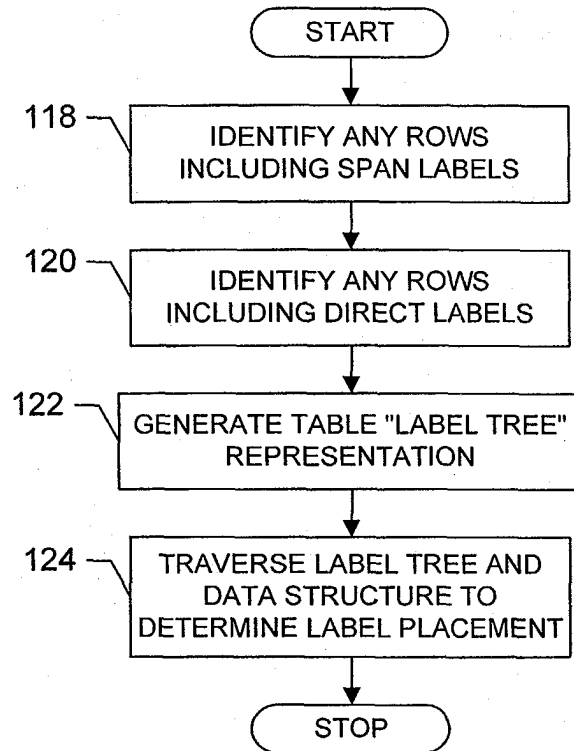 START
118
IDENTIFY ANY ROWS
INCLUDING SPAN LABELS
120
IDENTIFY ANY ROWS
INCLUDING DIRECT LABELS
122
GENERATE TABLE "LABEL TREE"
REPRESENTATION
124
TRAVERSE LABEL TREE AND
DATA STRUCTURE TO
DETERMINE LABEL PLACEMENT
STOP